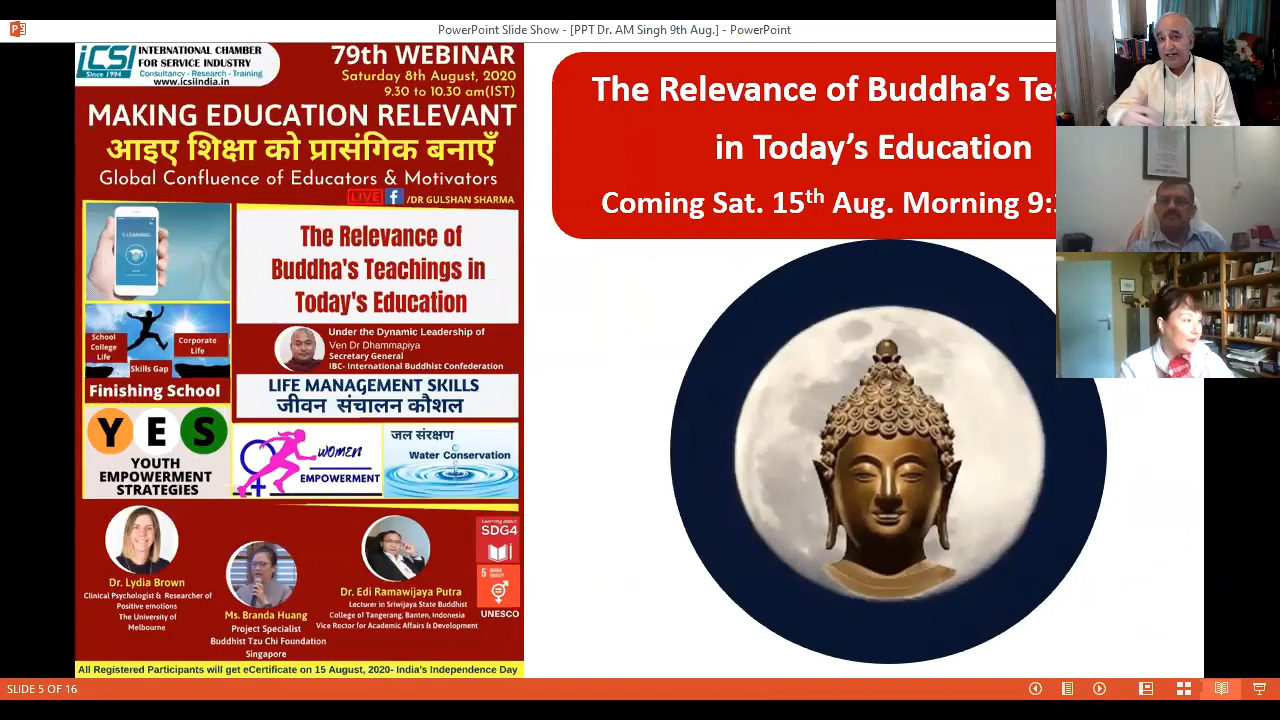 PowerPoint Slide Show - [PPT Dr. AM Singh 9th Aug.] - PowerPoint
ICSI
Since 1994
INTERNATIONAL CHAMBER
FOR SERVICE INDUSTRY
Consultancy - Research - Training
www.icsiindia.in
79th WEBINAR
Saturday 8th August, 2020
9.30 to 10.30 am(IST)
MAKING EDUCATION RELEVANT
आइए शिक्षा को प्रासंगिक बनाएँ
Global Confluence of Educators & Motivators
LIVE f /DR GULSHAN SHARMA
E-LEARNING
The Relevance of
Buddha's Teachings in
Today's Education
Under the Dynamic Leadership of
Ven Dr Dhammapiya
Secretary General
IBC- International Buddhist Confederation
School
College
Life
Corporate
Life
Skills Gap
Finishing School
LIFE MANAGEMENT SKILLS
जीवन संचालन कौशल
Y E S
YOUTH
EMPOWERMENT
STRATEGIES
WOMEN
EMPOWERMENT
जल संरक्षण
Water Conservation
Dr. Lydia Brown
Clinical Psychologist & Researcher of
Positive emotions
The University of
Melbourne
Ms. Branda Huang
Project Specialist
Buddhist Tzu Chi Foundation
Singapore
Dr. Edi Ramawijaya Putra
Lecturer in Sriwijaya State Buddhist
College of Tangerang, Banten, Indonesia
Vice Rector for Academic Affairs & Development
SDG4
5
UNESCO
All Registered Participants will get eCertificate on 15 August, 2020- India's Independence Day
The Relevance of Buddha's Tea
in Today's Education
Coming Sat. 15th Aug. Morning 9:
SLIDE 5 OF 16